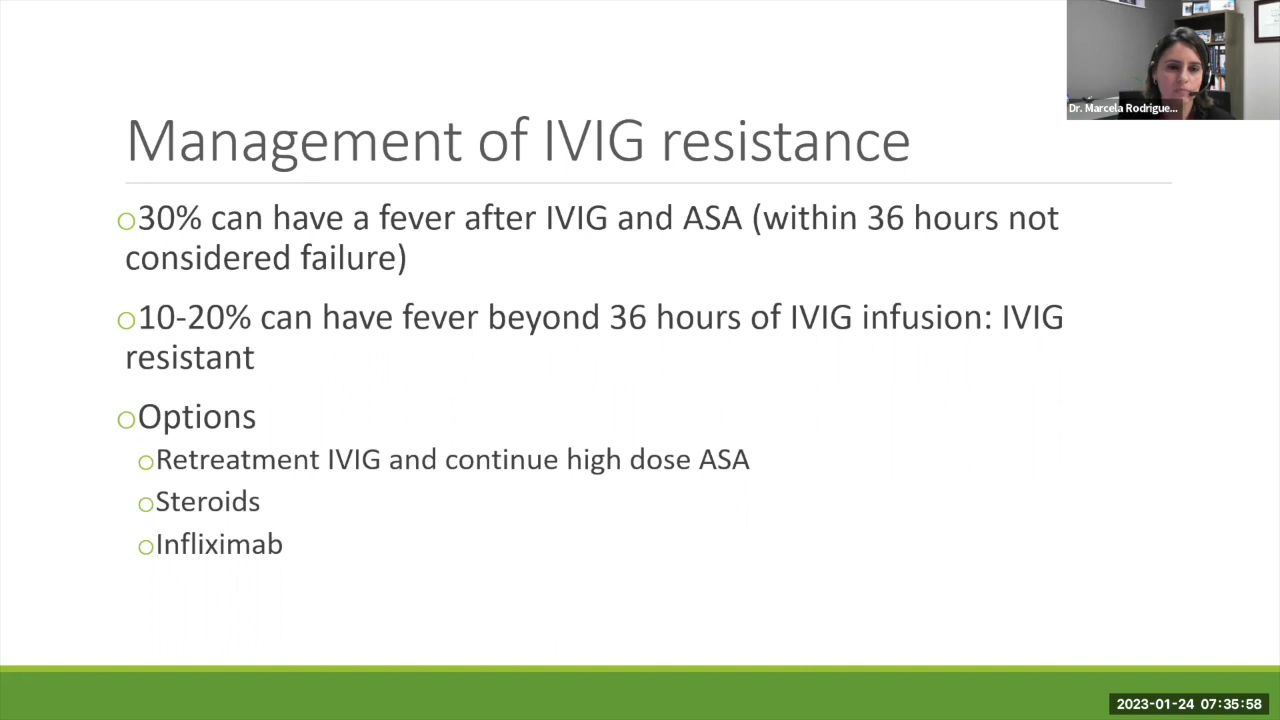 Dr. Marcela Rodrigue...
Management of IVIG resistance
30% can have a fever after IVIG and ASA (within 36 hours not
considered failure)
10-20% can have fever beyond 36 hours of IVIG infusion: IVIG
resistant
Options
Retreatment IVIG and continue high dose ASA
Steroids
Infliximab
2023-01-24 07:35:58